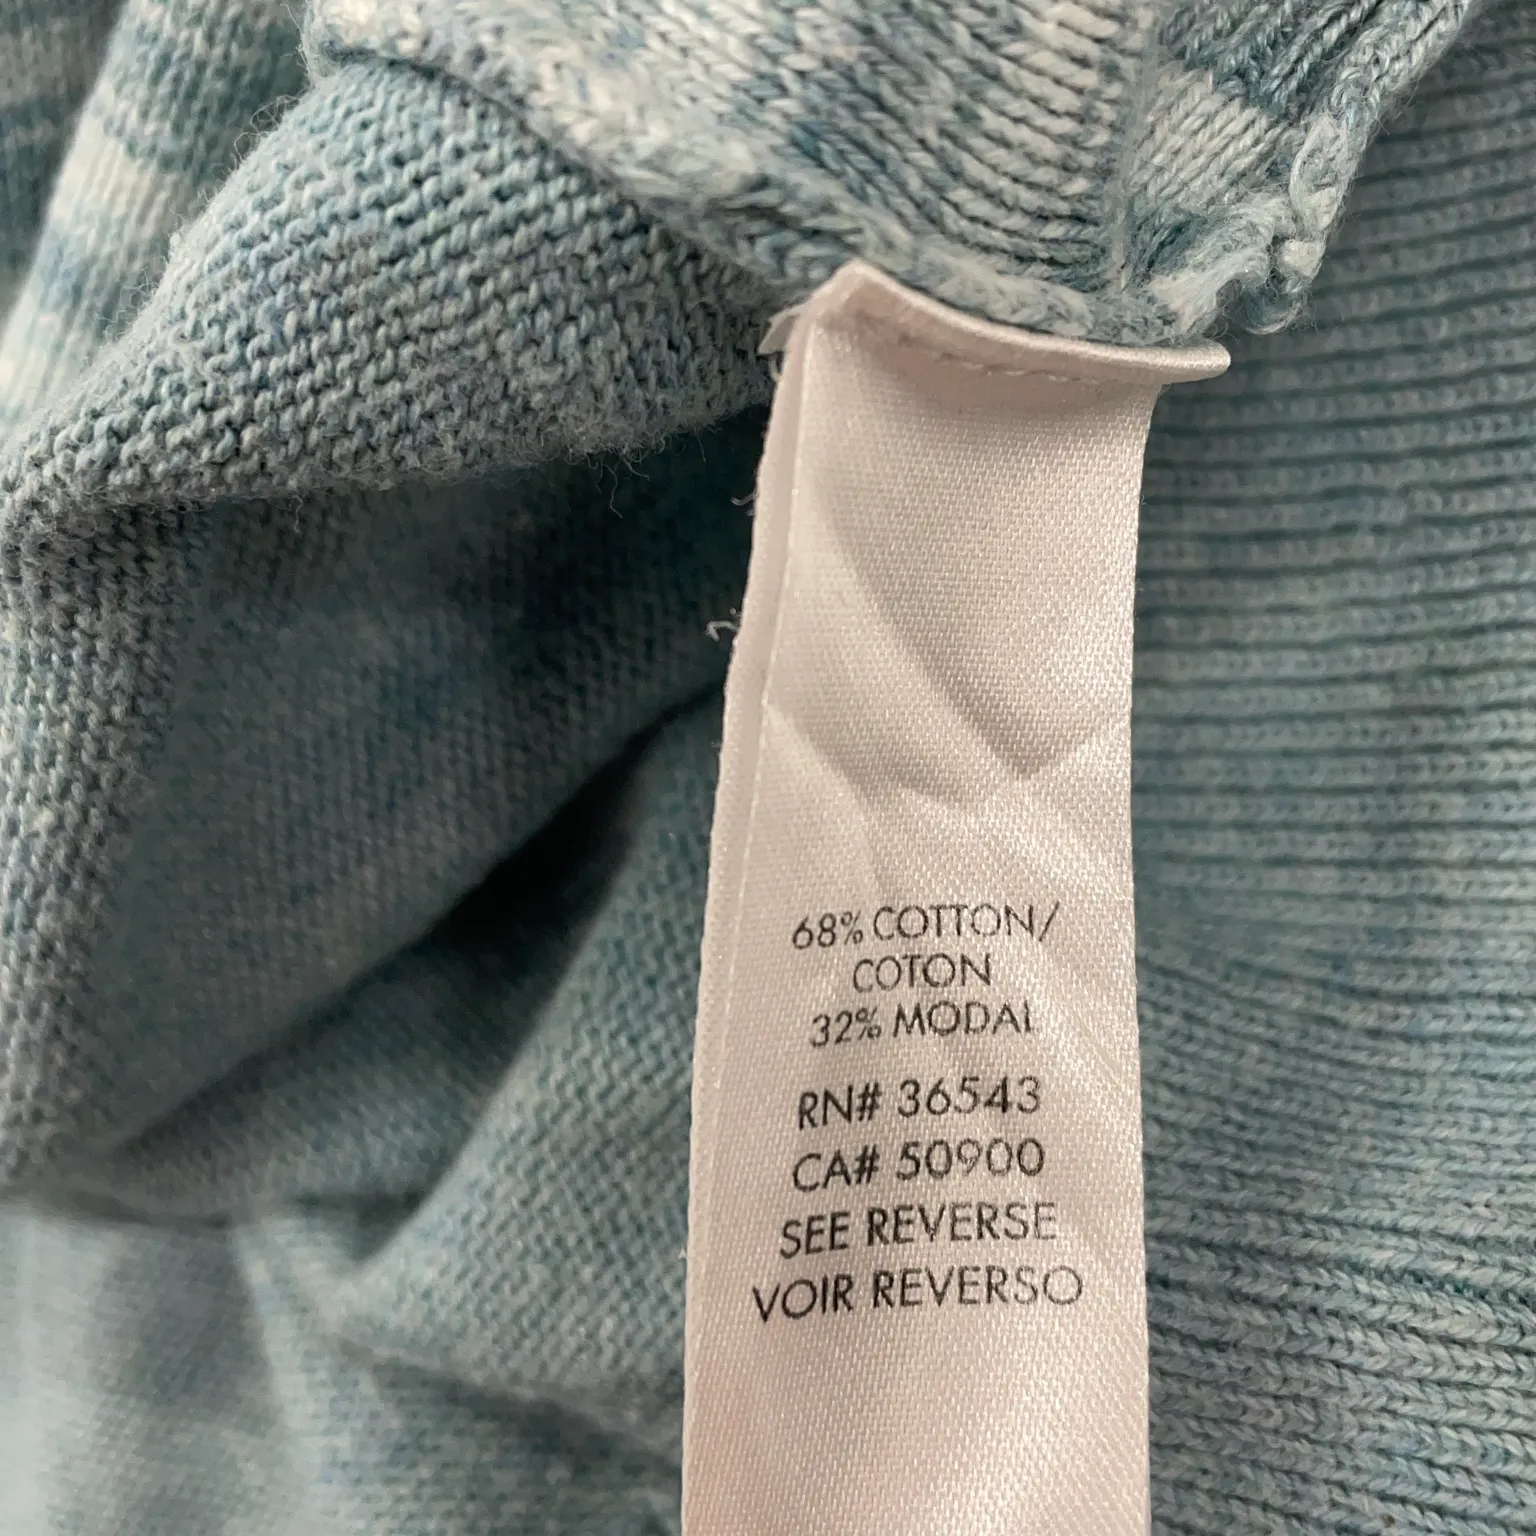 68% COTTON/
COTON
32% MODAL
RN# 36543
CA# 50900
SEE REVERSE
VOIR REVERSO